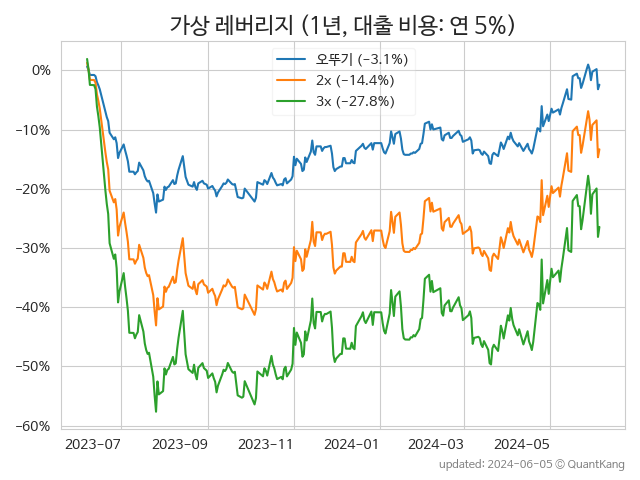 가상 레버리지 (1년, 대출 비용: 연 5%)
오뚜기 (−3.1%)
2x (−14.4%)
3x (−27.8%)
0%
−10%
−20%
−30%
−40%
−50%
−60%
2023-07 2023-09 2023-11 2024-01 2024-03 2024-05
updated: 2024-06-05 © QuantKang